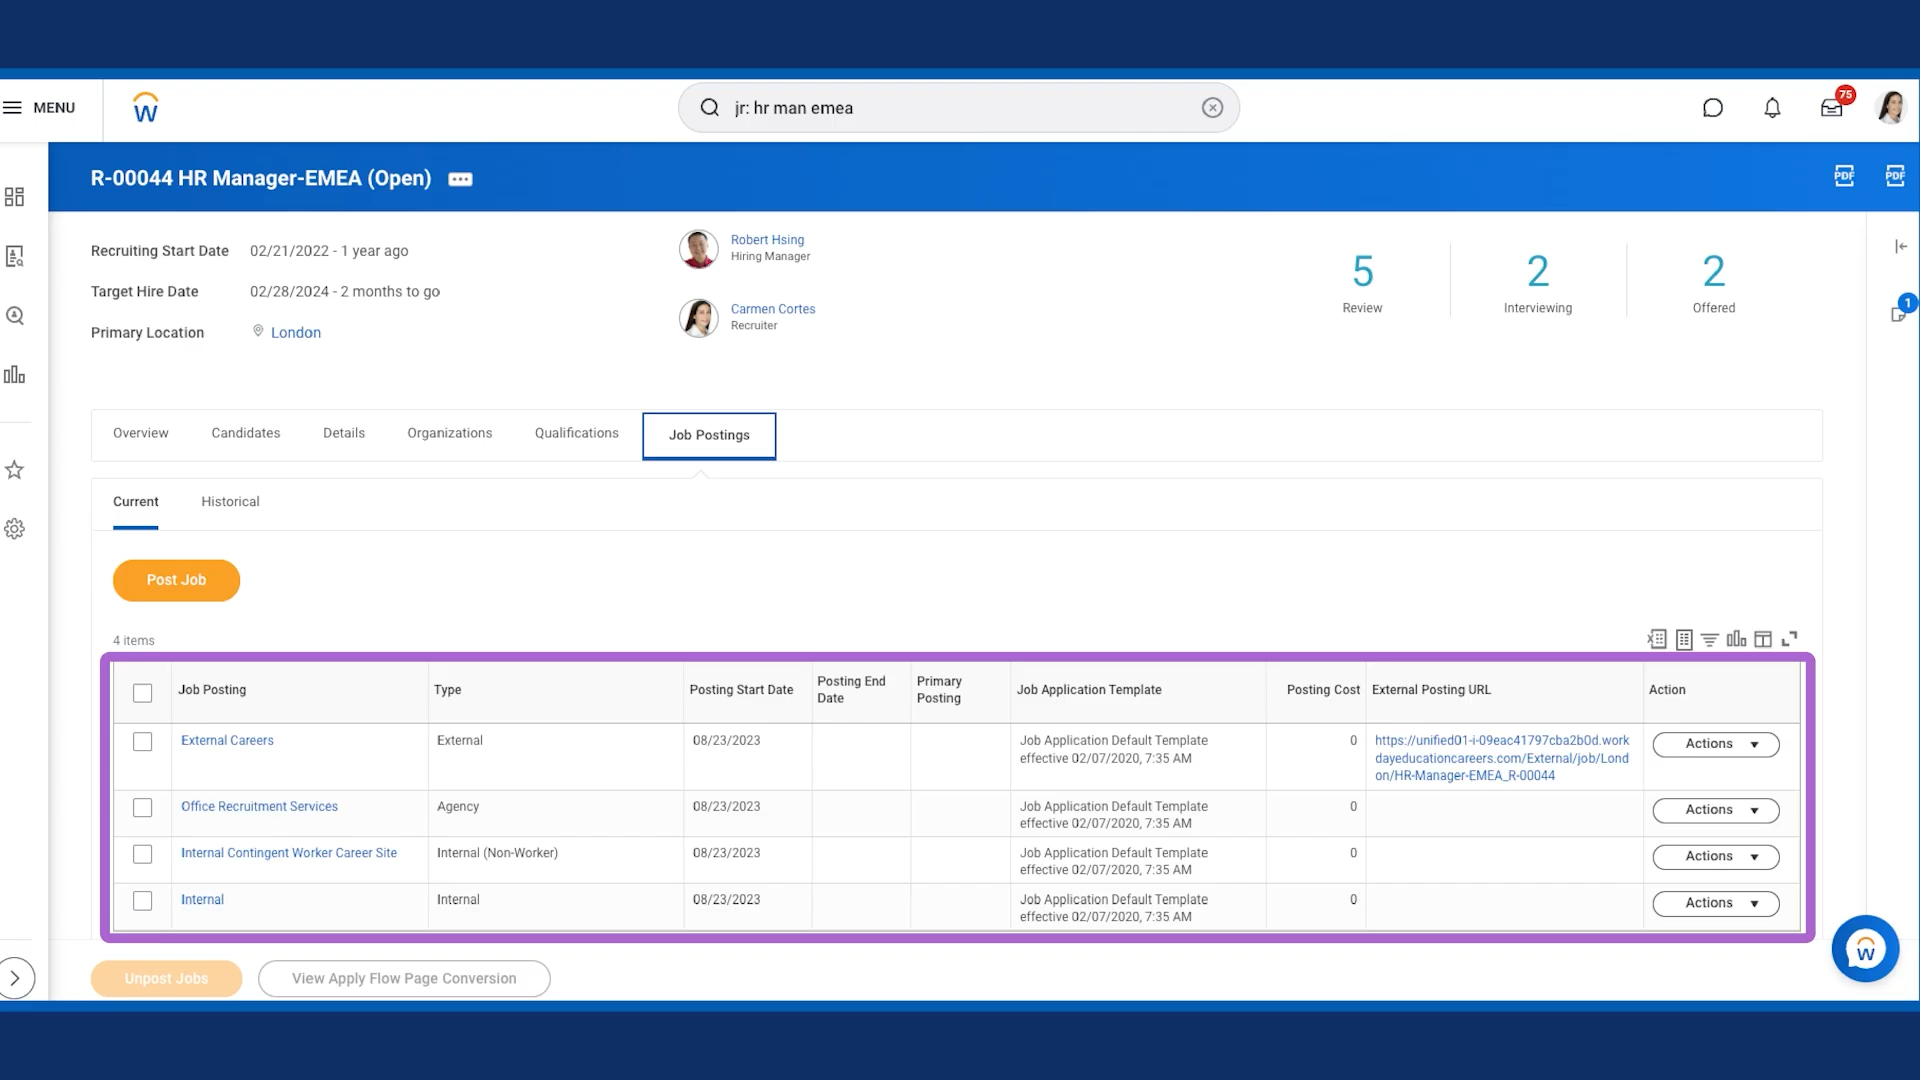 MENU
jr: hr man emea
75
R-00044 HR Manager-EMEA (Open)
PDF
PDF
Recruiting Start Date 02/21/2022 - 1 year ago
Target Hire Date 02/28/2024 - 2 months to go
Primary Location London
Robert Hsing
Hiring Manager
Carmen Cortes
Recruiter
5
Review
2
Interviewing
2
Offered
1
Overview Candidates Details Organizations Qualifications Job Postings
Current Historical
Post Job
4 items
Job Posting Type Posting Start Date Posting End Date Primary Posting Job Application Template Posting Cost External Posting URL Action
External Careers External 08/23/2023 Job Application Default Template 0 https://unified01-i-09eac41797cba2b0d.work Actions
effective 02/07/2020, 7:35 AM dayeducationcareers.com/External/job/Lond
on/HR-Manager-EMEA_R-00044
Office Recruitment Services Agency 08/23/2023 Job Application Default Template 0 Actions
effective 02/07/2020, 7:35 AM
Internal Contingent Worker Career Site Internal (Non-Worker) 08/23/2023 Job Application Default Template 0 Actions
effective 02/07/2020, 7:35 AM
Internal Internal 08/23/2023 Job Application Default Template 0 Actions
effective 02/07/2020, 7:35 AM
Unpost Jobs View Apply Flow Page Conversion